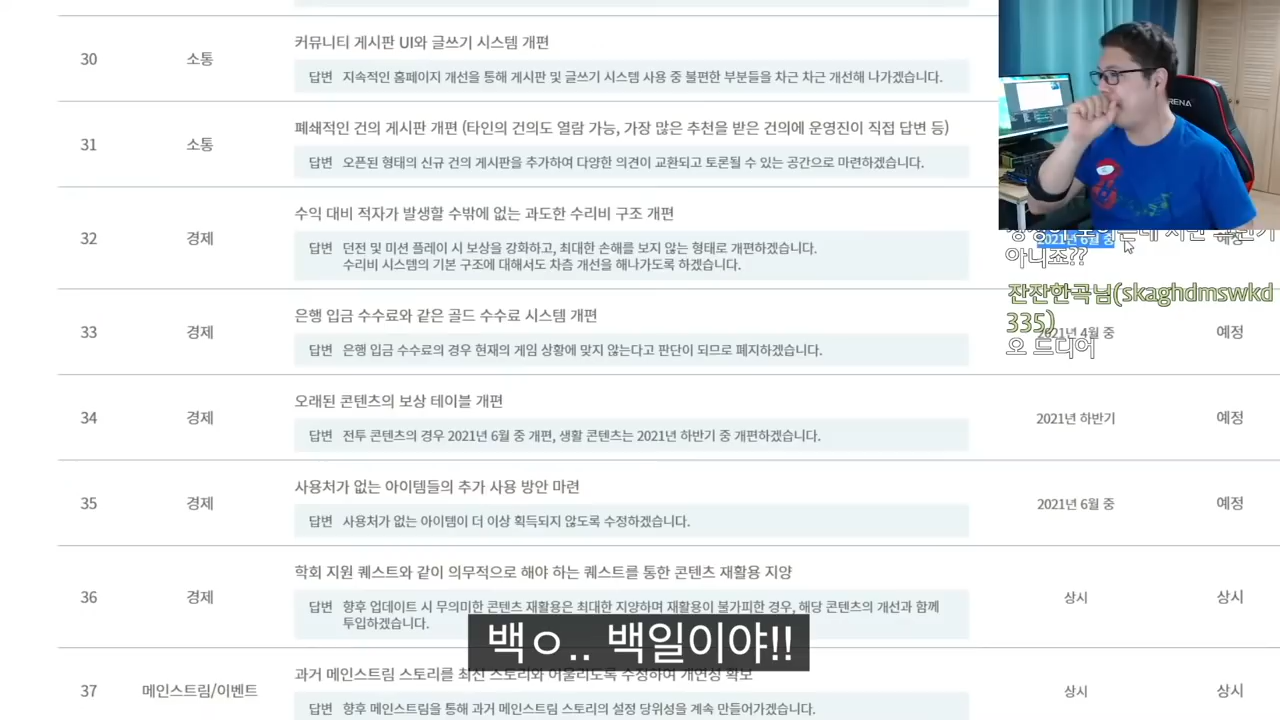 30
소통
커뮤니티 게시판 UI와 글쓰기 시스템 개편
답변 지속적인 홈페이지 개선을 통해 게시판 및 글쓰기 시스템 사용 중 불편한 부분들을 차근 차근 개선해 나가겠습니다.
31
소통
폐쇄적인 건의 게시판 개편 (타인의 건의도 열람 가능, 가장 많은 추천을 받은 건의에 운영진이 직접 답변 등)
답변 오픈된 형태의 신규 건의 게시판을 추가하여 다양한 의견이 교환되고 토론될 수 있는 공간으로 마련하겠습니다.
32
경제
수익 대비 적자가 발생할 수밖에 없는 과도한 수리비 구조 개편
답변 베테랑 던전/미션 플레이 시 보상을 강화하고, 최대한 손해를 보지 않는 형태로 개편하겠습니다.
수리비 시스템의 기본 구조에 대해서도 차츰 개선을 해나가도록 하겠습니다.
2021년 6월 중
예정
아니죠??
잔잔한곡님(skaghdmswkd
335)
오 드디어
33
경제
은행 입금 수수료와 같은 골드 수수료 시스템 개편
답변 은행 입금 수수료의 경우 현재의 게임 상황에 맞지 않는다고 판단이 되므로 폐지하겠습니다.
2021년 4월 중
예정
34
경제
오래된 콘텐츠의 보상 테이블 개편
답변 전투 콘텐츠의 경우 2021년 6월 중 개편, 생활 콘텐츠는 2021년 하반기 중 개편하겠습니다.
2021년 하반기
예정
35
경제
사용처가 없는 아이템들의 추가 사용 방안 마련
답변 사용처가 없는 아이템이 더 이상 획득되지 않도록 수정하겠습니다.
2021년 6월 중
예정
36
경제
학회 지원 퀘스트와 같이 의무적으로 해야 하는 퀘스트를 통한 콘텐츠 재활용 지양
답변 향후 업데이트 시 무의미한 콘텐츠 재활용은 최대한 지양하며 재활용이 불가피한 경우, 해당 콘텐츠의 개선과 함께
투입하겠습니다.
상시
상시
백ㅇ.. 백일이야!!
37
메인스트림/이벤트
과거 메인스트림 스토리를 최신 스토리와 어울리도록 수정하여 개연성 확보
답변 향후 메인스트림을 통해 과거 메인스트림 스토리의 설정 당위성을 계속 만들어가겠습니다.
상시
상시